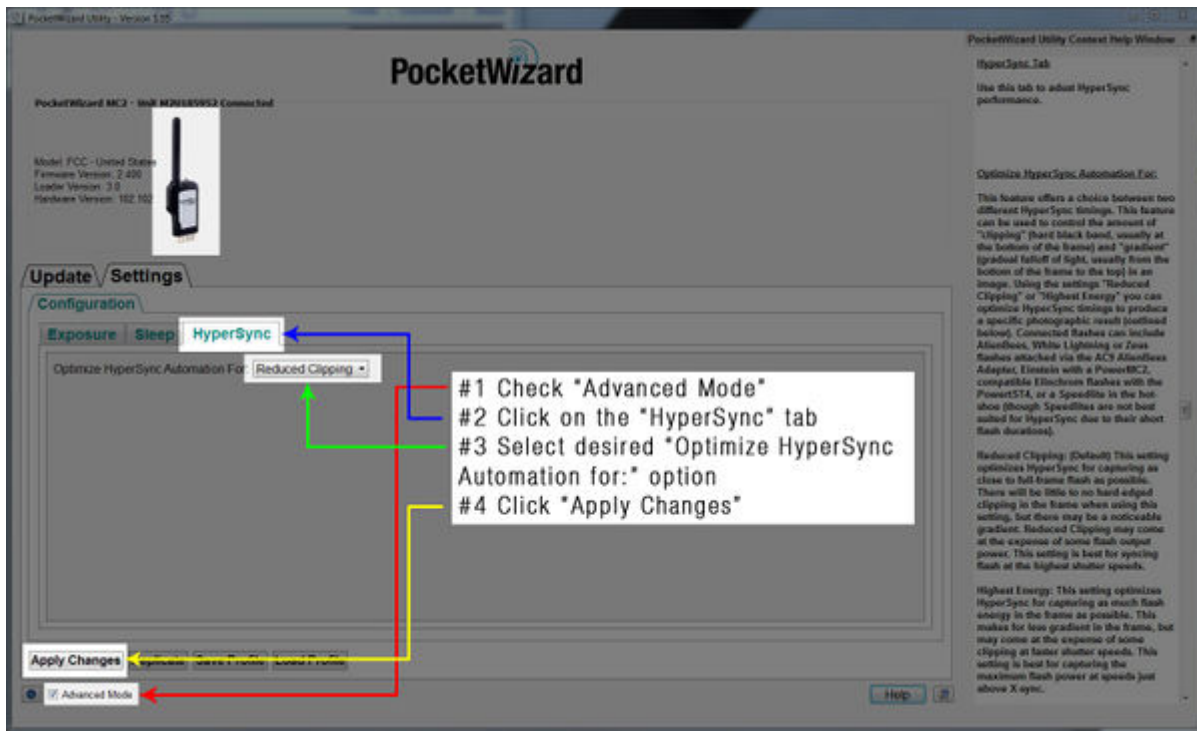 PocketWizard Utility - Version 1.55
PocketWizard
PocketWizard MC2 - Unit Connected
Model: FCC - United States
Firmware Version: 2.400
Loader Version: 3.0
Hardware Version: 102.102
Update
Settings
Configuration
Exposure
Sleep
HyperSync
Optimize HyperSync Automation For:
Reduced Clipping
#1 Check "Advanced Mode"
#2 Click on the "HyperSync" tab
#3 Select desired "Optimize HyperSync
Automation for:" option
#4 Click "Apply Changes"
Apply Changes
Duplicate
Save Profile
Load Profile
Advanced Mode
Help
PocketWizard Utility Context Help Window
HyperSync Tab
Use this tab to adust HyperSync
performance.
Optimize HyperSync Automation For:
This feature offers a choice between two
different HyperSync timings. This feature
can be used to control the amount of
"clipping" (hard black band, usually at
the bottom of the frame) and "gradient"
(gradual falloff of light, usually from the
bottom of the frame to the top) in an
image. Using the settings "Reduced
Clipping" or "Highest Energy" you can
optimize HyperSync timings to produce
a specific photographic result (outlined
below). Connected flashes can include
AlienBees, White Lightning or Zeus
flashes attached via the AC9 AlienBees
Adapter, Einstein with a PowerMC2,
compatible Elinchrom flashes with the
PowerST4, or a Speedlite in the hot-
shoe (though Speedlites are not best
suited for HyperSync due to their short
flash durations).
Reduced Clipping: (Default) This setting
optimizes HyperSync for capturing as
close to full-frame flash as possible.
There will be little to no hard edged
clipping in the frame when using this
setting, but there may be a noticeable
gradient. Reduced Clipping may come
at the expense of some flash output
power. This setting is best for syncing
flash at the highest shutter speeds.
Highest Energy: This setting optimizes
HyperSync for capturing as much flash
energy in the frame as possible. This
makes for less gradient in the frame, but
may come at the expense of some
clipping at faster shutter speeds. This
setting is best for capturing the
maximum flash power at speeds just
above X-sync.